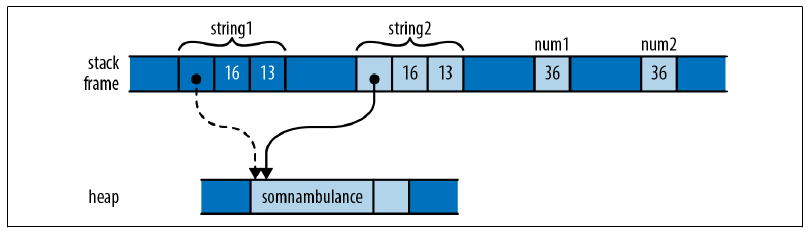 string1 string2
num1 num2
stack 16 13 16 13 36 36
frame
heap somnambulance